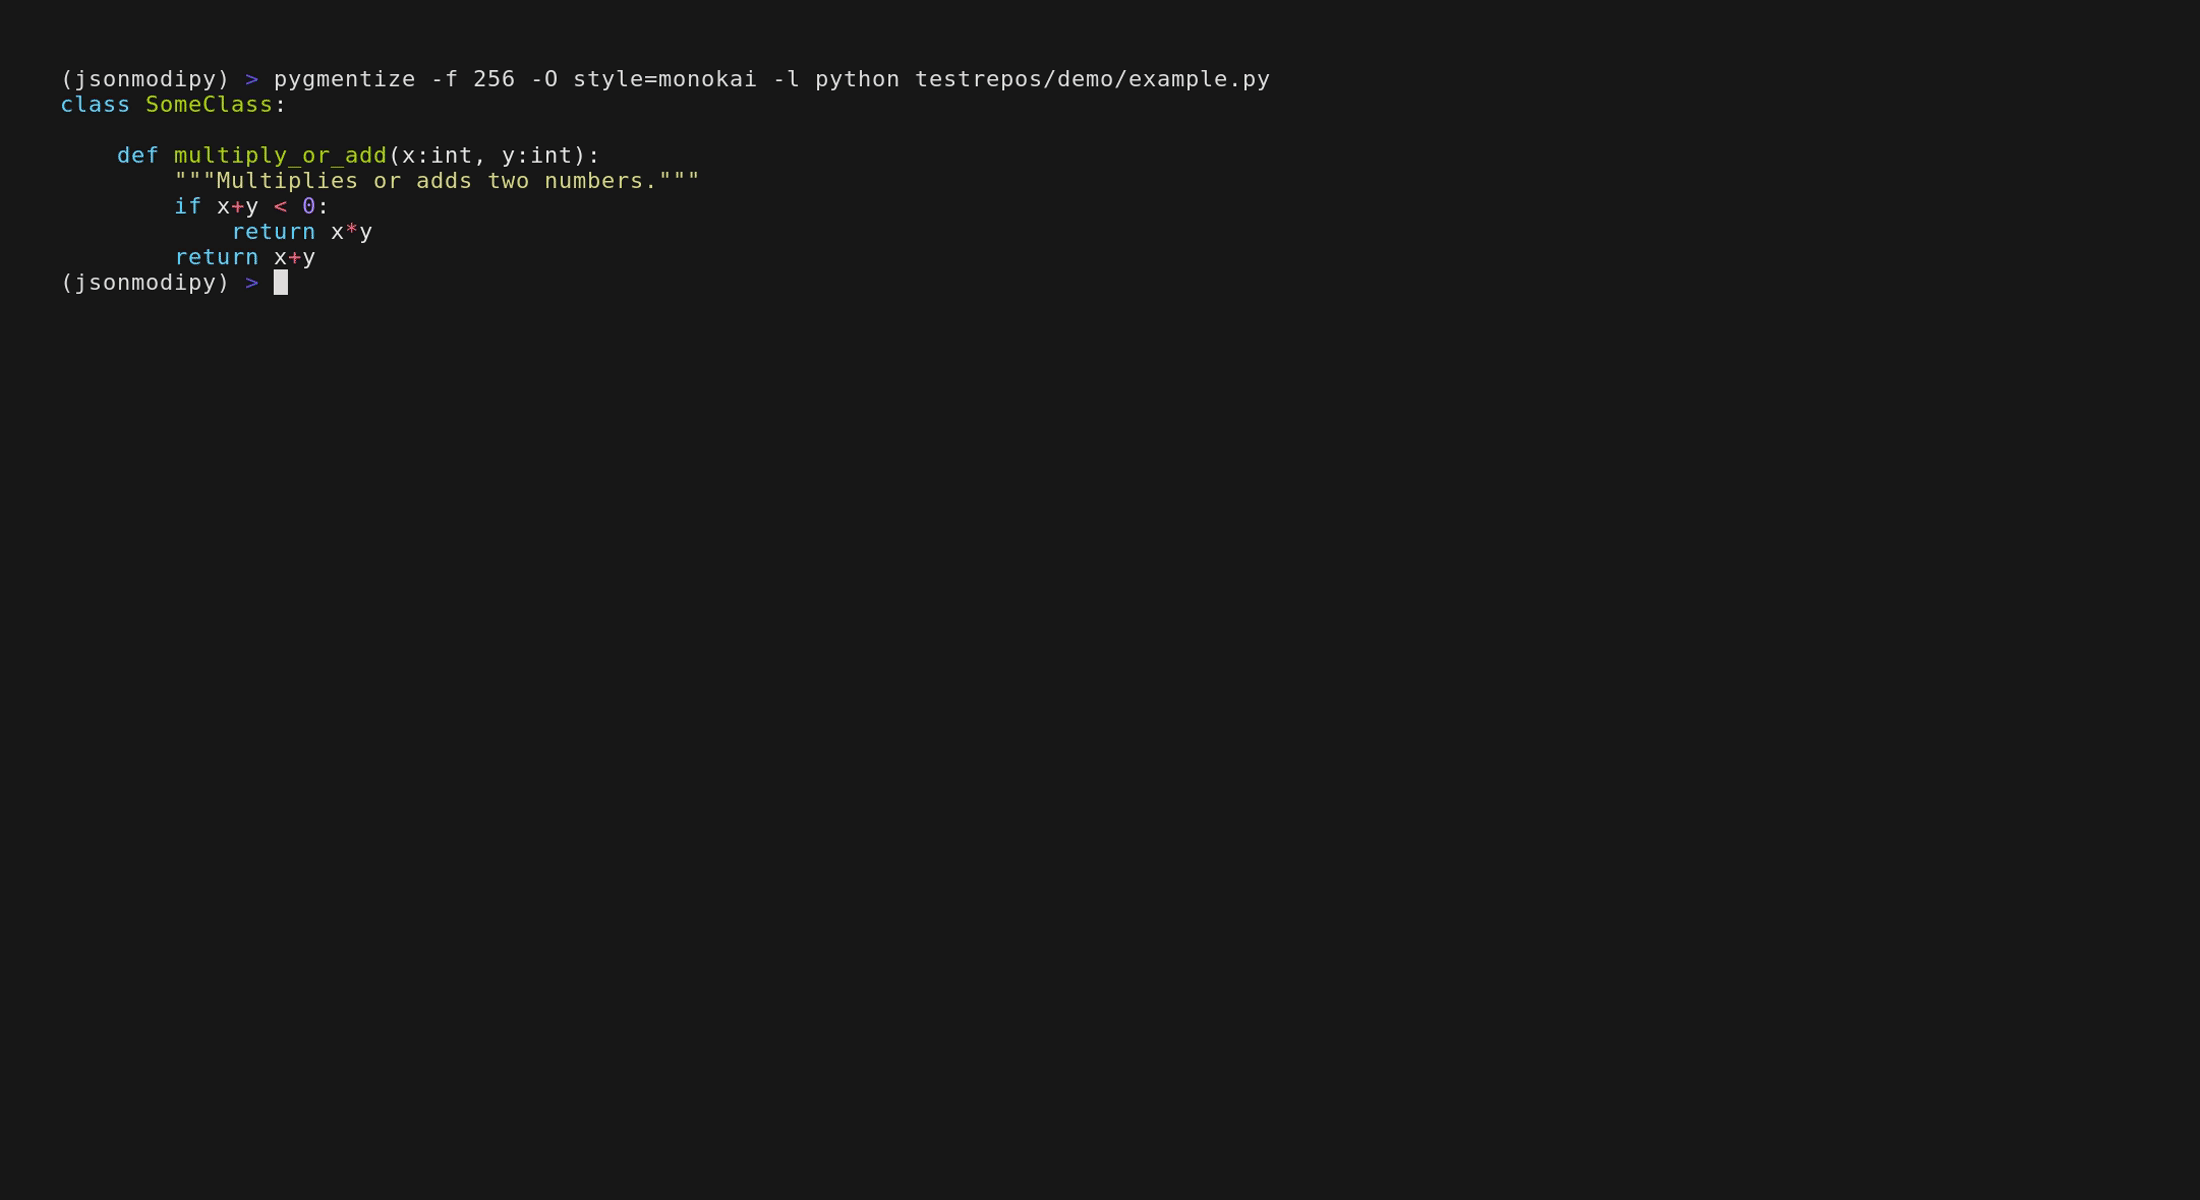 (jsonmodipy) > pygmentize -f 256 -O style=monokai -l python testrepos/demo/example.py
class SomeClass:

    def multiply_or_add(x:int, y:int):
        """Multiplies or adds two numbers."""
        if x+y < 0:
            return x*y
        return x+y
(jsonmodipy) >